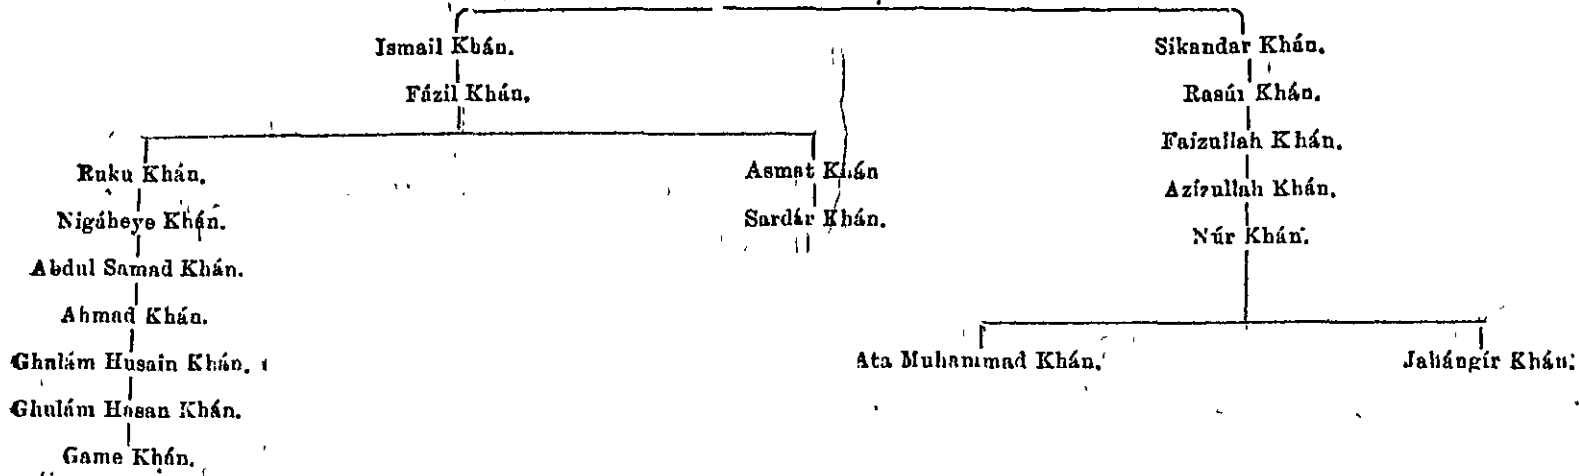 Ismail Khán.
Sikandar Khán.
Fázil Khán.
Rasúl Khán.
Faizullah Khán.
Ruku Khán.
Asmat Khán
Azízullah Khán.
Nigáheye Khán.
Sardár Khán.
Núr Khán.
Abdul Samad Khán.
Ahmad Khán.
Ghulám Husain Khán.
Ata Muhammad Khán.
Jahángír Khán.
Ghulám Hasan Khán.
Game Khán.